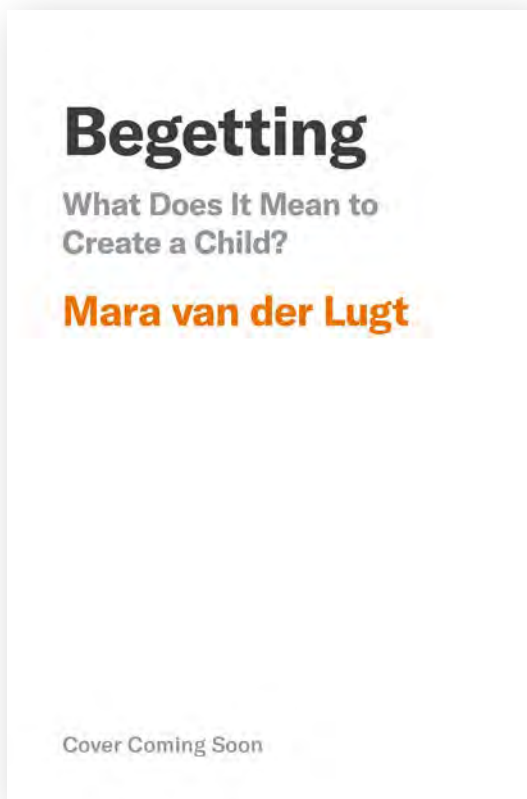 Begetting
What Does It Mean to
Create a Child?
Mara van der Lugt
Cover Coming Soon